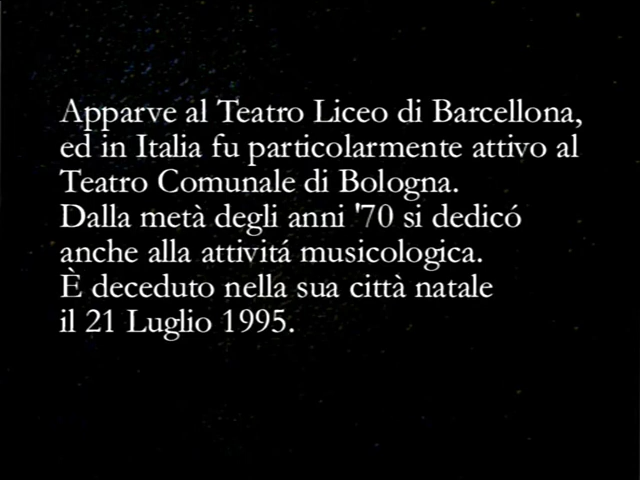 Apparve al Teatro Liceo di Barcellona,
ed in Italia fu particolarmente attivo al
Teatro Comunale di Bologna.
Dalla metà degli anni '70 si dedicó
anche alla attivitá musicologica.
È deceduto nella sua città natale
il 21 Luglio 1995.